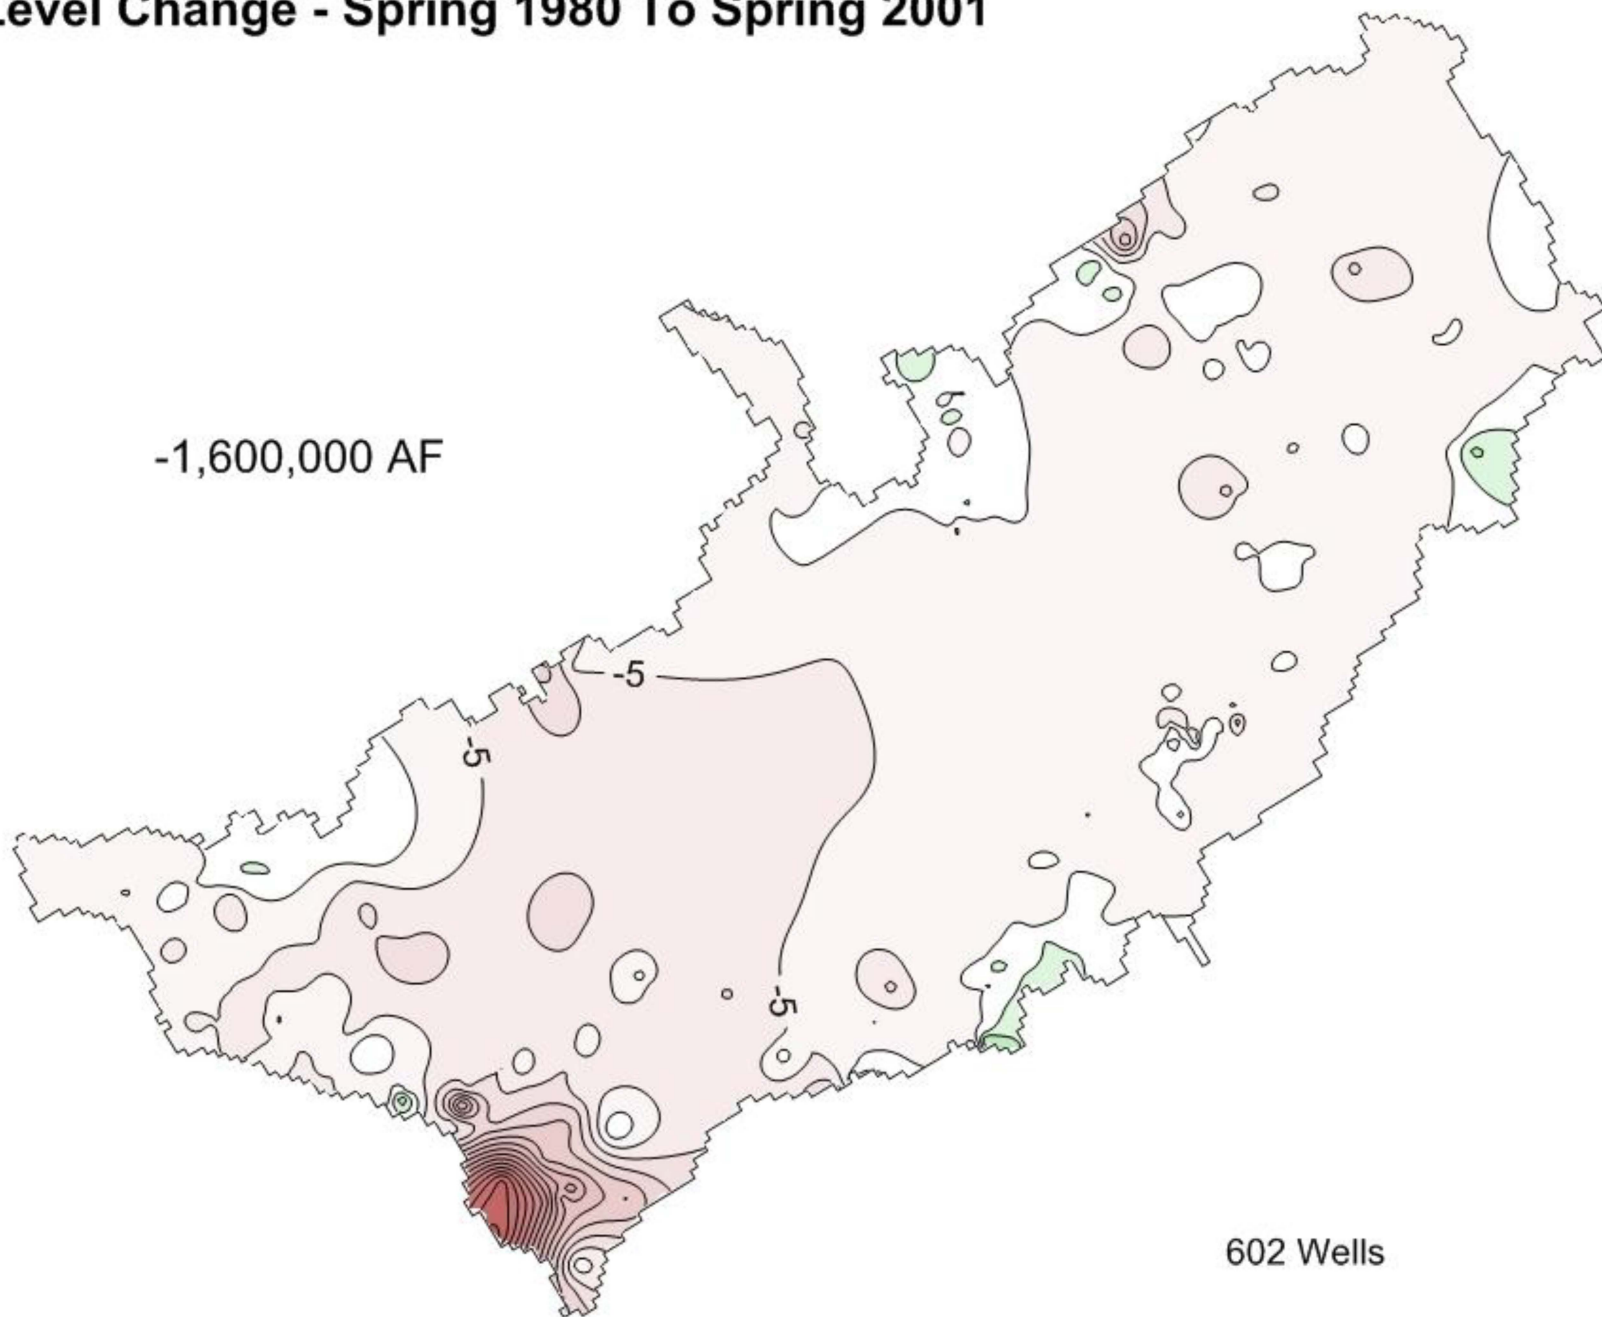 Level Change - Spring 1980 To Spring 2001
-1,600,000 AF
-5
-5
-5
602 Wells